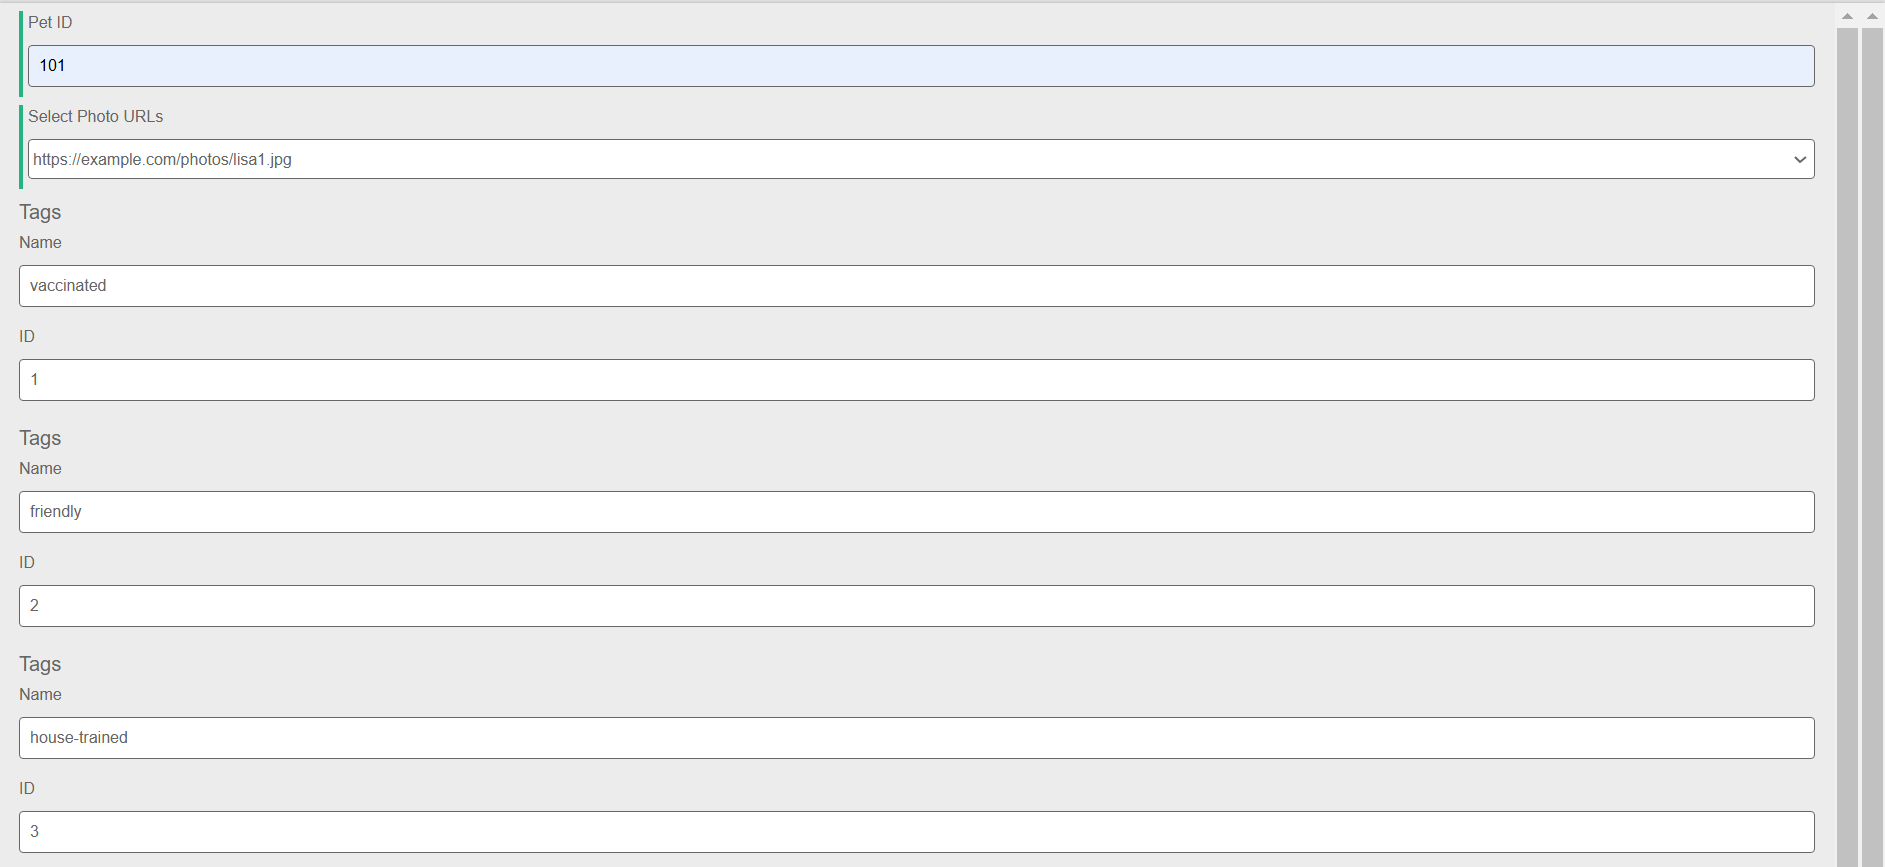 Pet ID
101
Select Photo URLs
https://example.com/photos/lisa1.jpg
Tags
Name
vaccinated
ID
1
Tags
Name
friendly
ID
2
Tags
Name
house-trained
ID
3